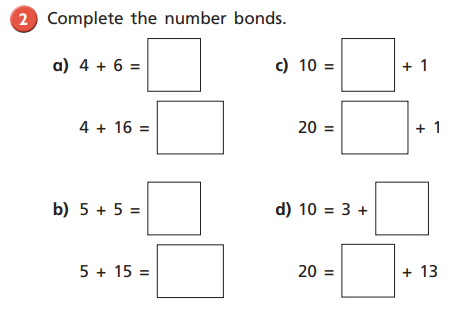 2 Complete the number bonds.
a) 4 + 6 =
4 + 16 =
b) 5 + 5 =
5 + 15 =
c) 10 = + 1
20 = + 1
d) 10 = 3 +
20 = + 13